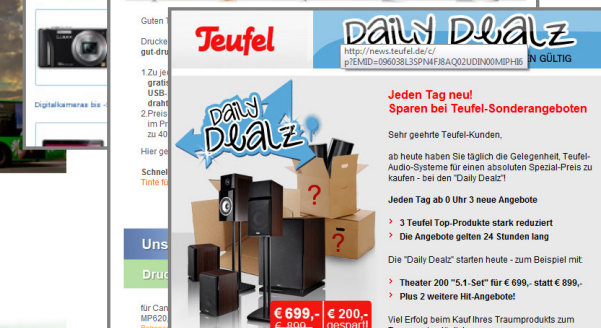 Guten
Drucke
gut-dru
1.Zu je
gratis
USB-
draht
2.Preis
im Pr
zu 40
Hier ge
Schnel
Tinte fü
Digitalkameras bis
Uns
Druc
für Can
MP620
Teufel
Daily Dealz
http://news.teufel.de/c/
p?EMID=096038L3SPN4FJ8AQ02UDIN00MIPHI6
N GÜLTIG
Daily
Dealz
?
?
€ 699,-
€ 899,-
€ 200,-
gespart!
Jeden Tag neu!
Sparen bei Teufel-Sonderangeboten
Sehr geehrte Teufel-Kunden,
ab heute haben Sie täglich die Gelegenheit, Teufel-
Audio-Systeme für einen absoluten Spezial-Preis zu
kaufen - bei den "Daily Dealz"!
Jeden Tag ab 0 Uhr 3 neue Angebote
> 3 Teufel Top-Produkte stark reduziert
> Die Angebote gelten 24 Stunden lang
Die "Daily Dealz" starten heute - zum Beispiel mit:
> Theater 200 "5.1-Set" für € 699,- statt € 899,-
> Plus 2 weitere Hit-Angebote!
Viel Erfolg beim Kauf Ihres Traumprodukts zum